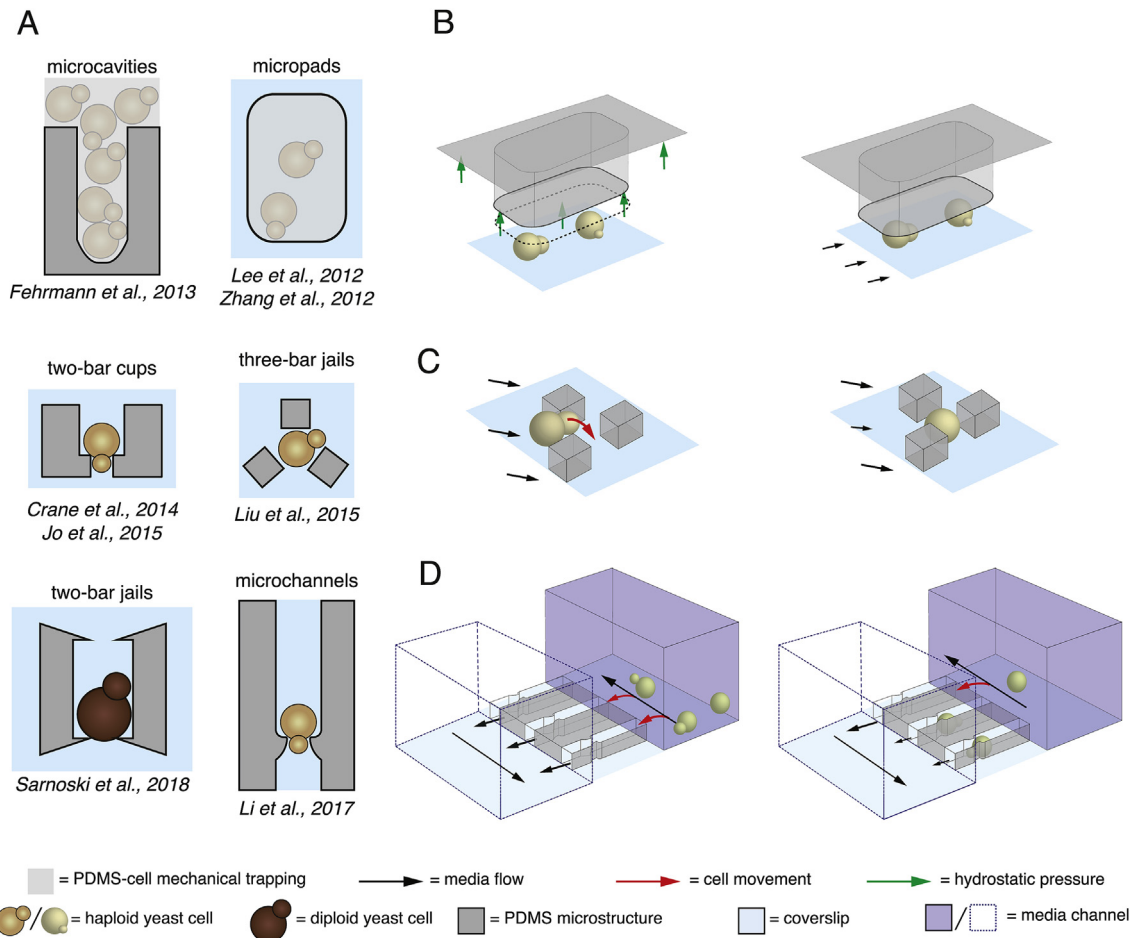 A
B
microcavities
micropads
Fehrmann et al., 2013
Lee et al., 2012
Zhang et al., 2012
C
two-bar cups
three-bar jails
Crane et al., 2014
Jo et al., 2015
Liu et al., 2015
D
two-bar jails
microchannels
Sarnoski et al., 2018
Li et al., 2017
= PDMS-cell mechanical trapping
= media flow
= cell movement
= hydrostatic pressure
/ = haploid yeast cell
= diploid yeast cell
= PDMS microstructure
= coverslip
/ = media channel